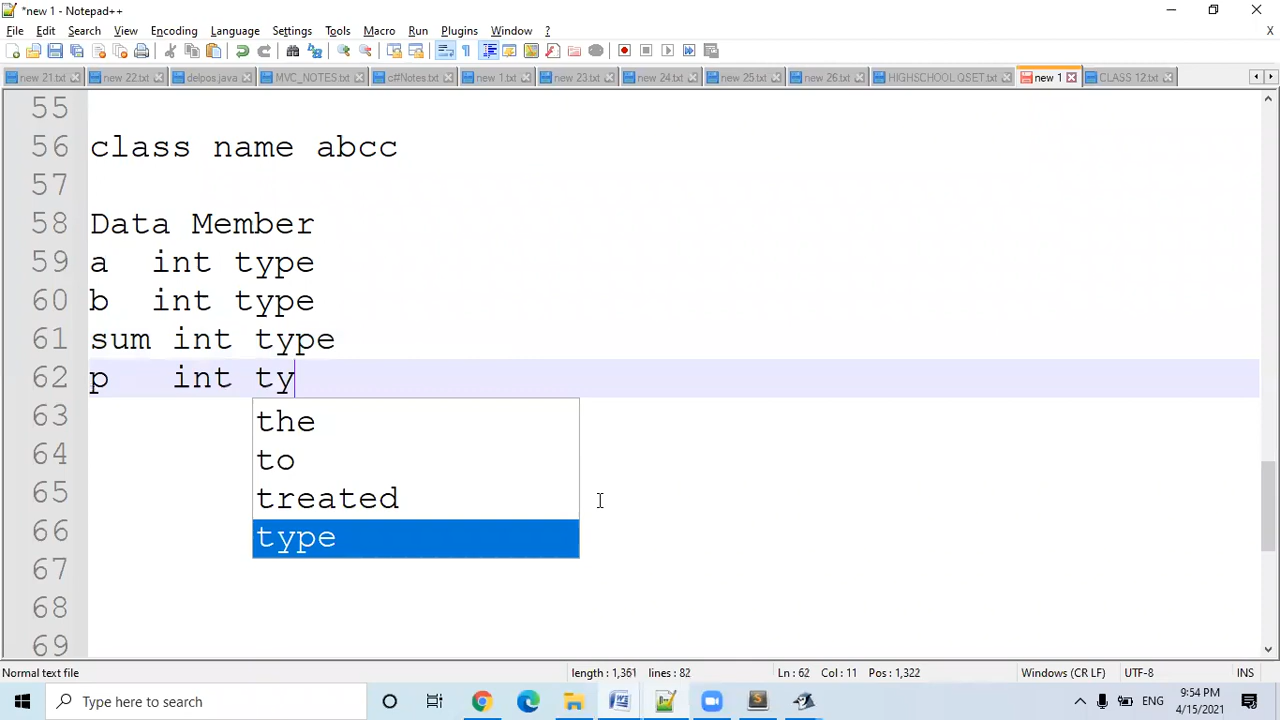 *new 1 - Notepad++
File Edit Search View Encoding Language Settings Tools Macro Run Plugins Window ? X
new 21.txt new 22.txt delpos.java MVC_NOTES.txt c#Notes.txt new 1.txt new 23.txt new 24.txt new 25.txt new 26.txt HIGHSCHOOL QSET.txt new 1 CLASS 12.txt
55
56 class name abcc
57
58 Data Member
59 a int type
60 b int type
61 sum int type
62 p int ty
63 the
64 to
65 treated
66 type
67
68
69
Normal text file length : 1,361 lines : 82 Ln : 62 Col : 11 Pos : 1,322 Windows (CR LF) UTF-8 INS
Type here to search ENG 9:54 PM
4/15/2021